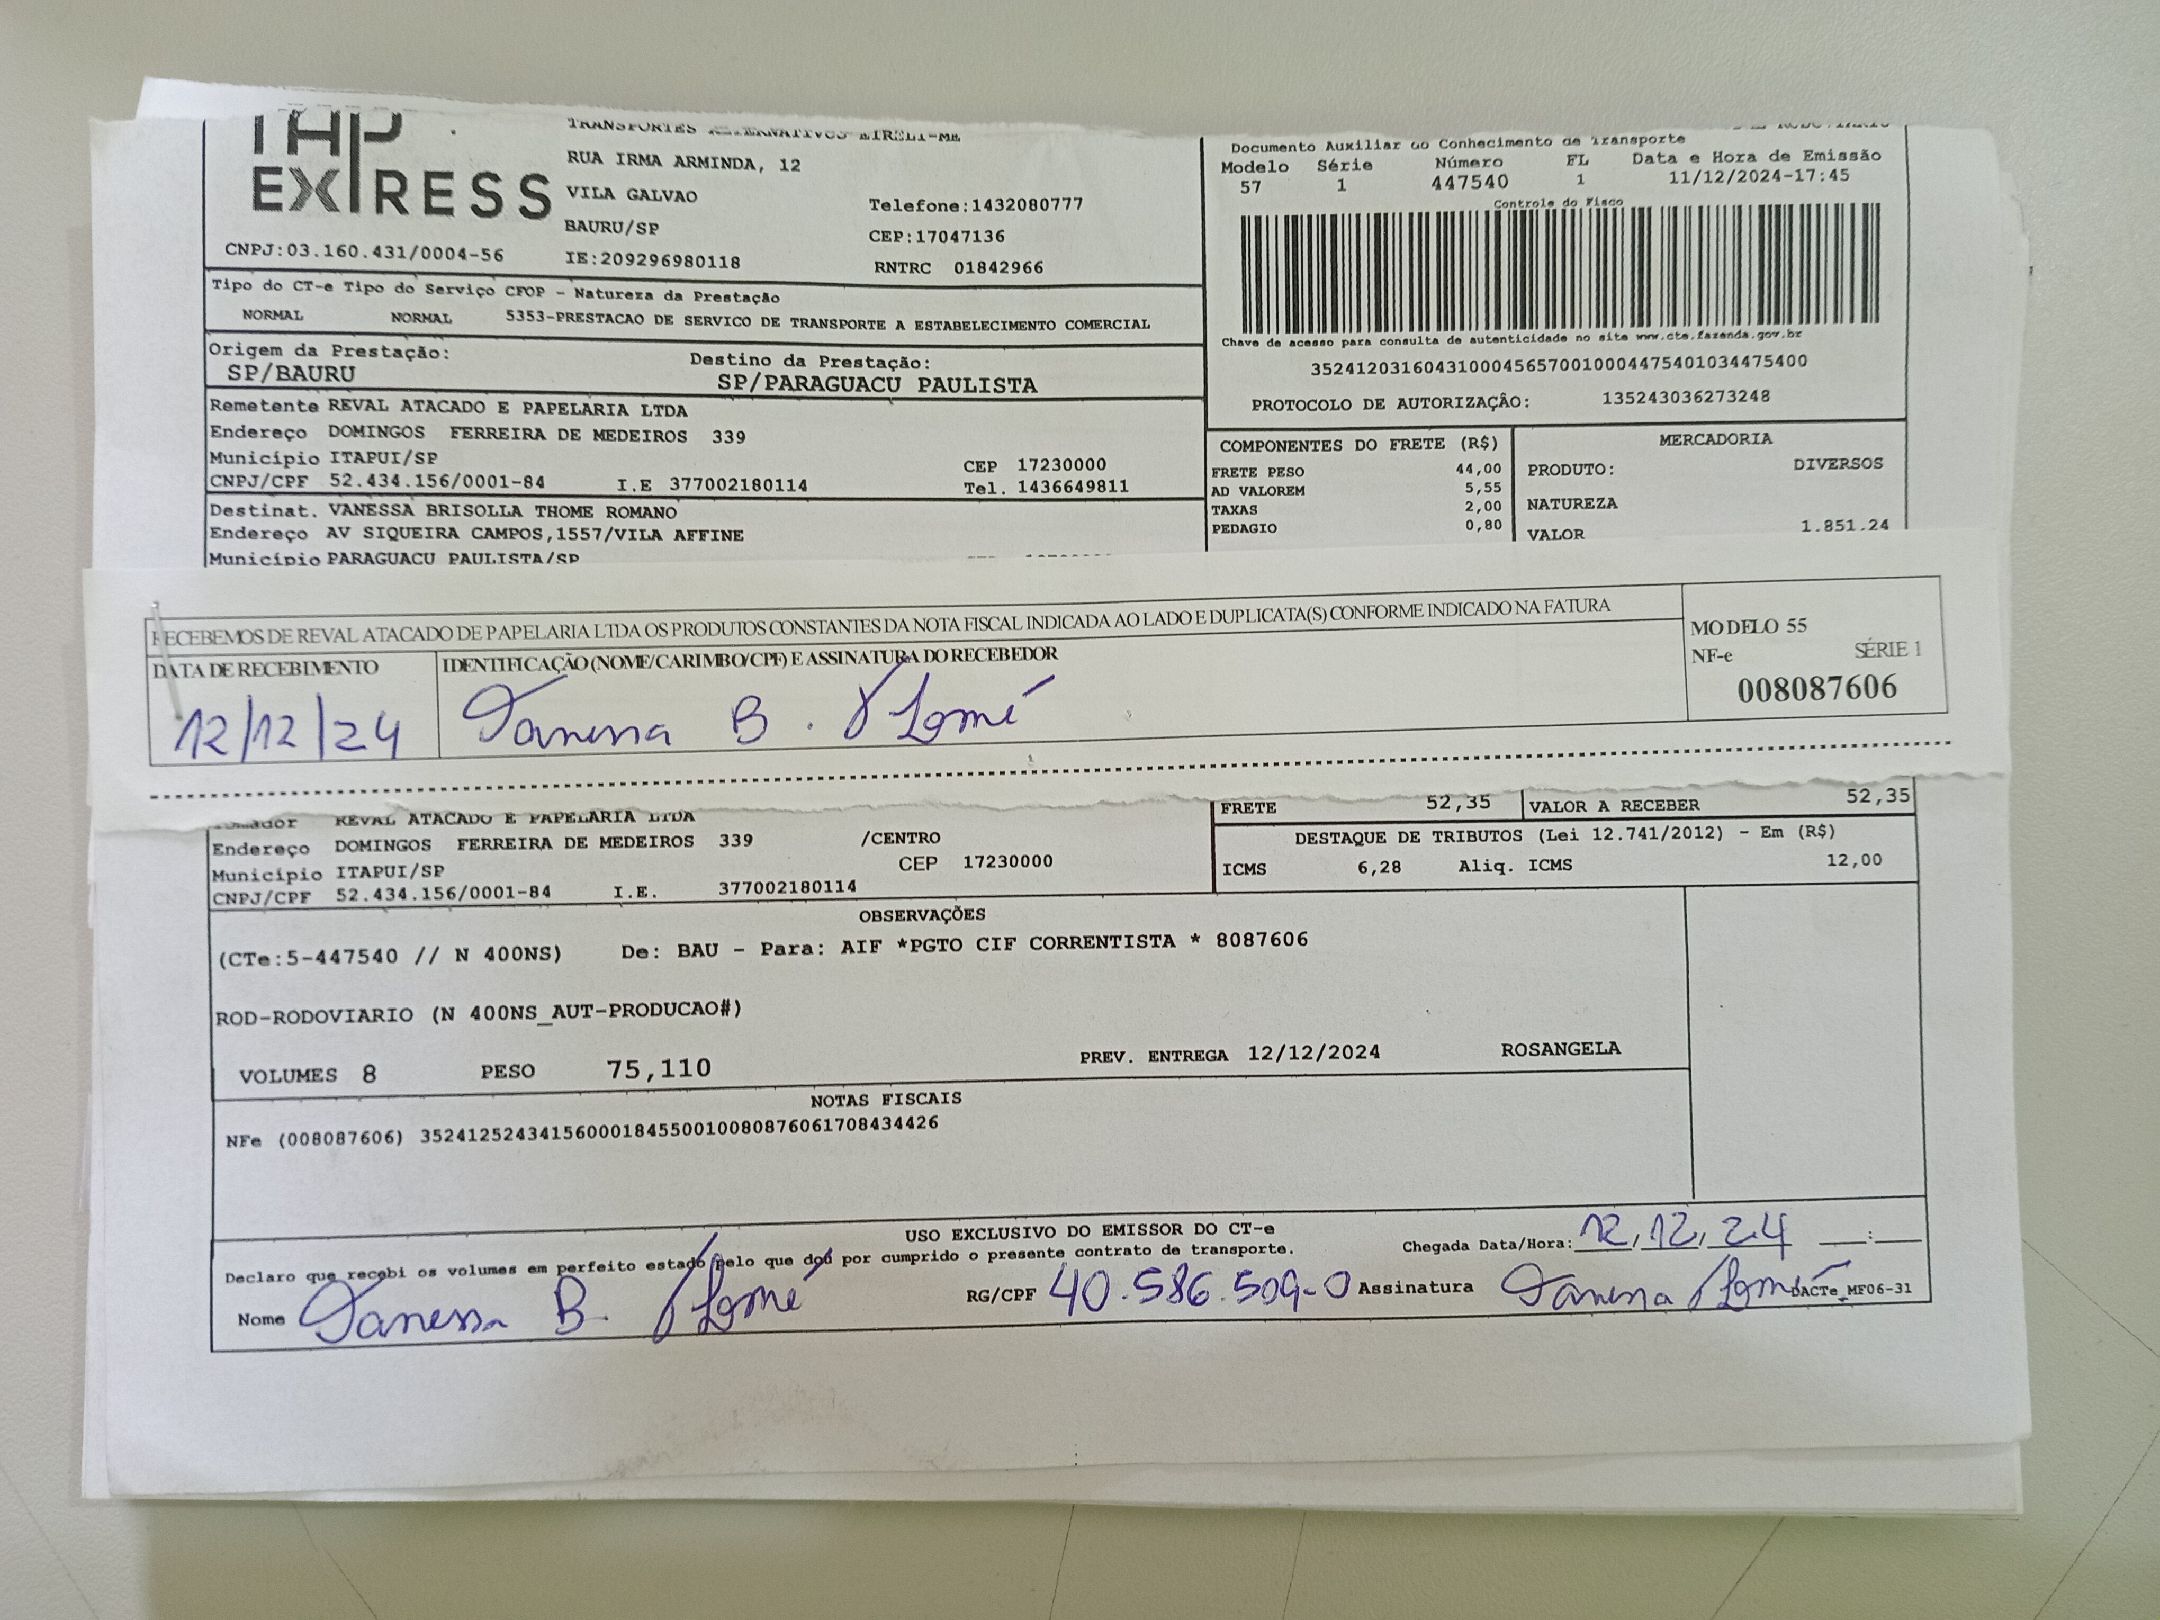 THP
EXPRESS
TRANSPORTES ALTERNATIVOS EIRELI-ME
RUA IRMA ARMINDA, 12
VILA GALVAO
Telefone:1432080777
BAURU/SP
CEP:17047136
CNPJ:03.160.431/0004-56
IE:209296980118
RNTRC 01842966
Documento Auxiliar do Conhecimento de Transporte
Modelo Série Número FL Data e Hora de Emissão
57 1 447540 1 11/12/2024-17:45
Controle do Fisco
Chave de acesso para consulta de autenticidade no site www.cte.fazenda.gov.br
35241203160431000456570010004475401034475400
PROTOCOLO DE AUTORIZAÇÃO: 135243036273248
Tipo do CT-e Tipo do Serviço CFOP - Natureza da Prestação
NORMAL NORMAL 5353-PRESTACAO DE SERVICO DE TRANSPORTE A ESTABELECIMENTO COMERCIAL
Origem da Prestação: Destino da Prestação:
SP/BAURU SP/PARAGUACU PAULISTA
Remetente REVAL ATACADO E PAPELARIA LTDA
Endereço DOMINGOS FERREIRA DE MEDEIROS 339
Município ITAPUI/SP CEP 17230000
CNPJ/CPF 52.434.156/0001-84 I.E 377002180114 Tel. 1436649811
Destinat. VANESSA BRISOLLA THOME ROMANO
Endereço AV SIQUEIRA CAMPOS,1557/VILA AFFINE
Município PARAGUACU PAULISTA/SP
COMPONENTES DO FRETE (R$)
FRETE PESO 44,00
AD VALOREM 5,55
TAXAS 2,00
PEDAGIO 0,80
MERCADORIA
PRODUTO: DIVERSOS
NATUREZA
VALOR 1.851.24
RECEBEMOS DE REVAL ATACADO DE PAPELARIA LTDA OS PRODUTOS CONSTANTES DA NOTA FISCAL INDICADA AO LADO E DUPLICATA(S) CONFORME INDICADO NA FATURA
DATA DE RECEBIMENTO
12/12/24
IDENTIFICAÇÃO (NOME/CARIMBO/CPF) E ASSINATURA DO RECEBEDOR
Vanessa B. Thomé
MODELO 55
NF-e SÉRIE 1
008087606
Tomador REVAL ATACADO E PAPELARIA LTDA
Endereço DOMINGOS FERREIRA DE MEDEIROS 339 /CENTRO
Município ITAPUI/SP CEP 17230000
CNPJ/CPF 52.434.156/0001-84 I.E. 377002180114
FRETE 52,35 VALOR A RECEBER 52,35
DESTAQUE DE TRIBUTOS (Lei 12.741/2012) - Em (R$)
ICMS 6,28 Aliq. ICMS 12,00
OBSERVAÇÕES
(CTe:5-447540 // N 400NS) De: BAU - Para: AIF *PGTO CIF CORRENTISTA * 8087606
ROD-RODOVIARIO (N 400NS_AUT-PRODUCAO#)
VOLUMES 8 PESO 75,110 PREV. ENTREGA 12/12/2024 ROSANGELA
NOTAS FISCAIS
NFe (008087606) 35241252434156000184550010080876061708434426
USO EXCLUSIVO DO EMISSOR DO CT-e
Declaro que recebi os volumes em perfeito estado pelo que dou por cumprido o presente contrato de transporte.
Chegada Data/Hora: 12, 12, 24 __:__
Nome Vanessa B. Thomé RG/CPF 40.586.509-0 Assinatura Vanessa Thomé DACTe_MF06-31